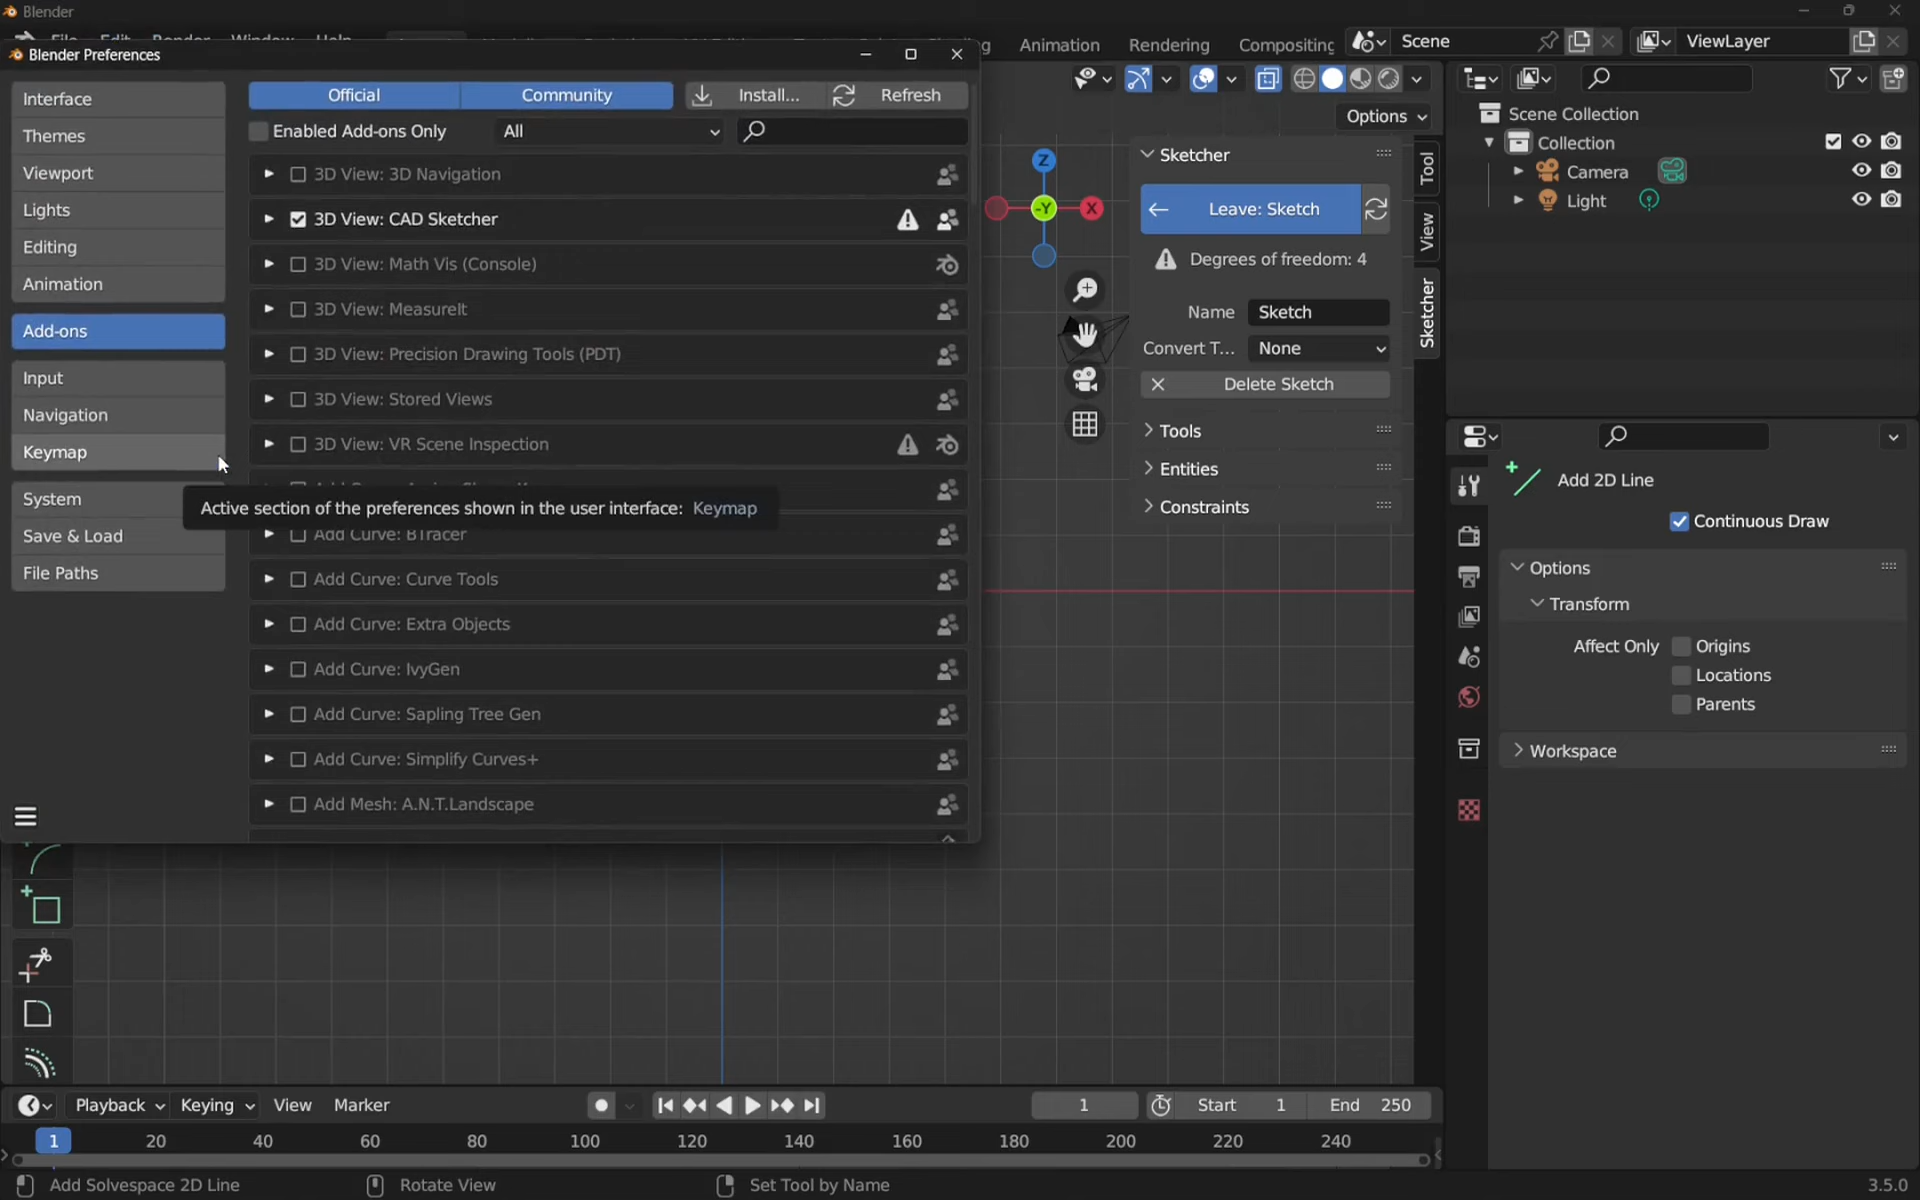 Blender
Blender Preferences
Animation
Rendering
Compositing
Scene
ViewLayer
Interface
Themes
Viewport
Lights
Editing
Animation
Add-ons
Input
Navigation
Keymap
System
Save & Load
File Paths
Official
Community
Install...
Refresh
Enabled Add-ons Only
All
3D View: 3D Navigation
3D View: CAD Sketcher
3D View: Math Vis (Console)
3D View: MeasureIt
3D View: Precision Drawing Tools (PDT)
3D View: Stored Views
3D View: VR Scene Inspection
Active section of the preferences shown in the user interface: Keymap
Add Curve: BTracer
Add Curve: Curve Tools
Add Curve: Extra Objects
Add Curve: IvyGen
Add Curve: Sapling Tree Gen
Add Curve: Simplify Curves+
Add Mesh: A.N.T.Landscape
Options
Z
-Y
X
Sketcher
Leave: Sketch
Degrees of freedom: 4
Name Sketch
Convert T... None
Delete Sketch
Tools
Entities
Constraints
Tool
View
Sketcher
Scene Collection
Collection
Camera
Light
Add 2D Line
Continuous Draw
Options
Transform
Affect Only Origins
Locations
Parents
Workspace
Playback
Keying
View
Marker
1
Start 1
End 250
1 20 40 60 80 100 120 140 160 180 200 220 240
Add Solvespace 2D Line
Rotate View
Set Tool by Name
3.5.0